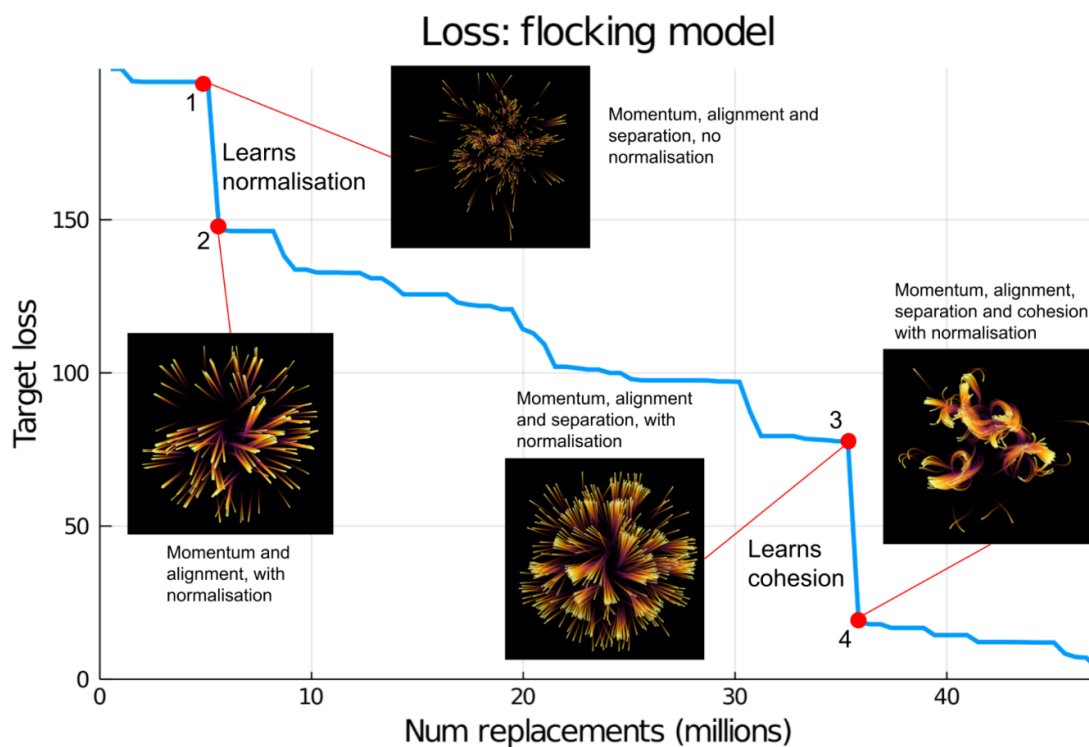 Loss: flocking model
1
Learns
normalisation
2
Momentum, alignment and
separation, no
normalisation
Momentum and
alignment, with
normalisation
Momentum, alignment
and separation, with
normalisation
Momentum, alignment,
separation and cohesion
with normalisation
3
Learns
cohesion
4
Target loss
150
100
50
0
0
10
20
30
40
Num replacements (millions)